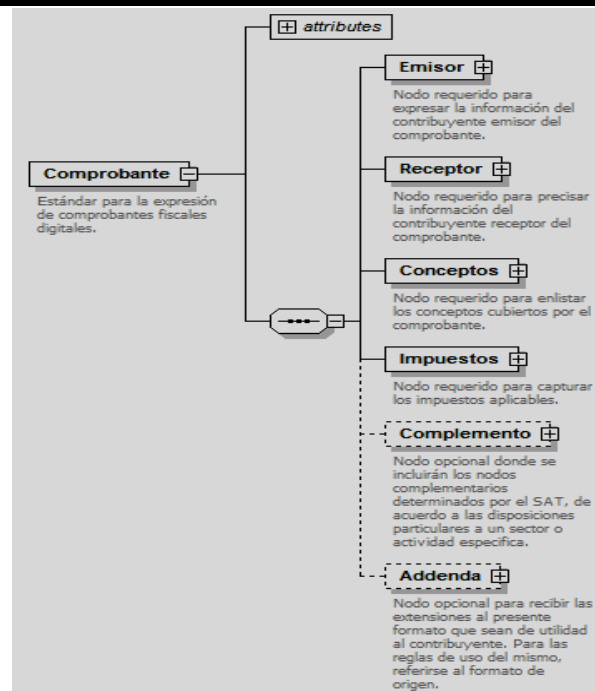 attributes
Emisor
Nodo requerido para
expresar la información del
contribuyente emisor del
comprobante.
Comprobante
Estándar para la expresión
de comprobantes fiscales
digitales.
Receptor
Nodo requerido para precisar
la información del
contribuyente receptor del
comprobante.
Conceptos
Nodo requerido para enlistar
los conceptos cubiertos por el
comprobante.
Impuestos
Nodo requerido para capturar
los impuestos aplicables.
Complemento
Nodo opcional donde se
incluirán los nodos
complementarios
determinados por el SAT, de
acuerdo a las disposiciones
particulares a un sector o
actividad especifica.
Addenda
Nodo opcional para recibir las
extensiones al presente
formato que sean de utilidad
al contribuyente. Para las
reglas de uso del mismo,
referirse al formato de
origen.